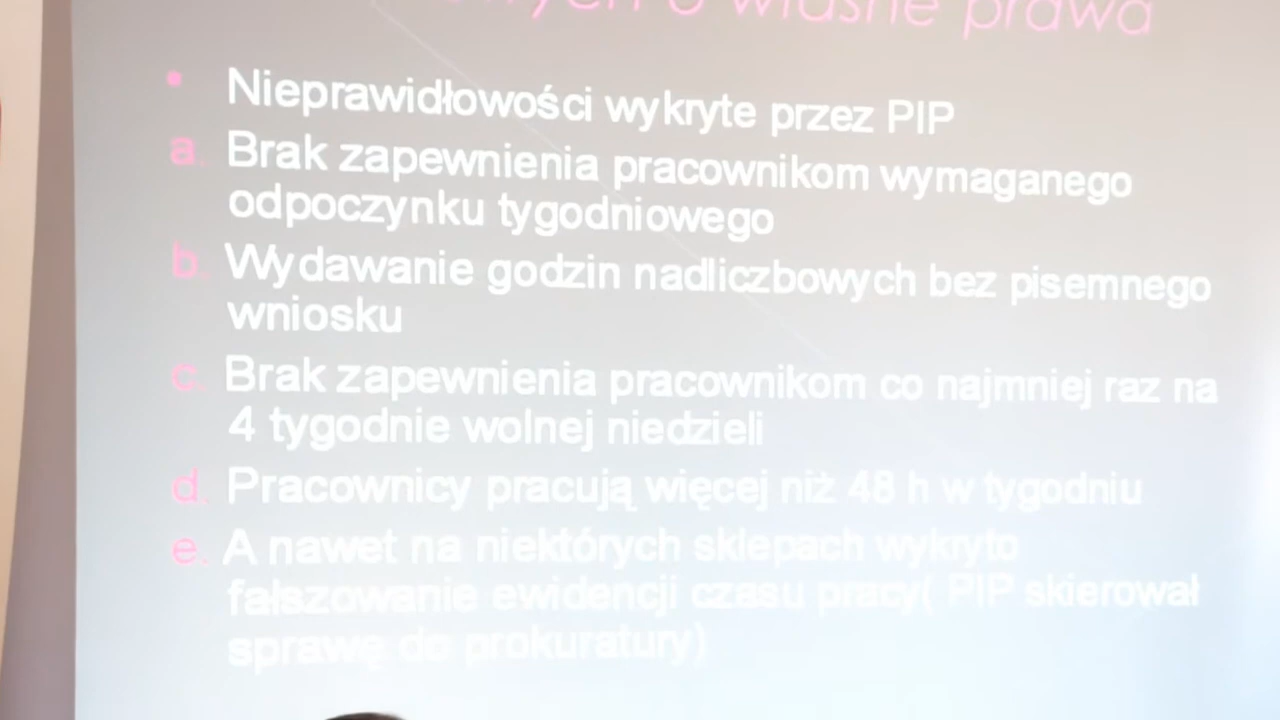 o własne prawa
Nieprawidłowości wykryte przez PIP
a. Brak zapewnienia pracownikom wymaganego
odpoczynku tygodniowego
b. Wydawanie godzin nadliczbowych bez pisemnego
wniosku
c. Brak zapewnienia pracownikom co najmniej raz na
4 tygodnie wolnej niedzieli
d. Pracownicy pracują więcej niż 48 h w tygodniu
e. A nawet na niektórych sklepach wykryto
fałszowanie ewidencji czasu pracy( PIP skierował
sprawę do prokuratury)